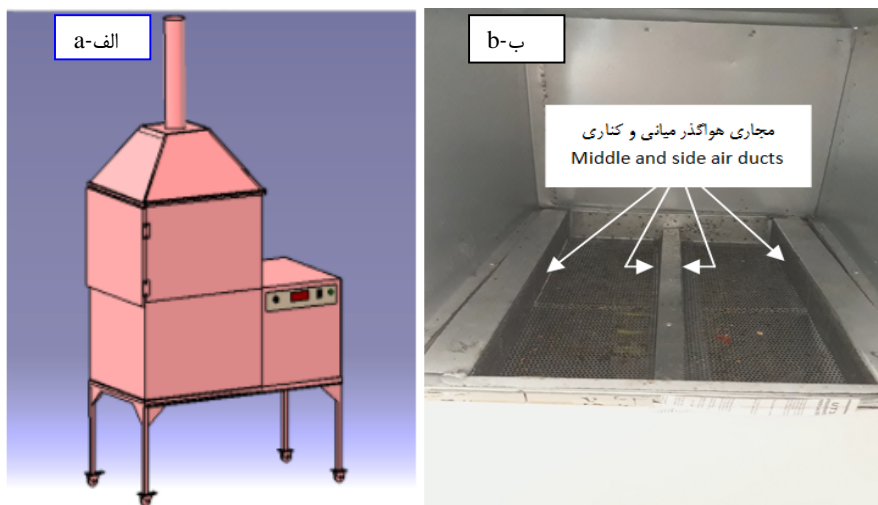 الف-a
ب-b
مجاری هواگذر میانی و کناری
Middle and side air ducts